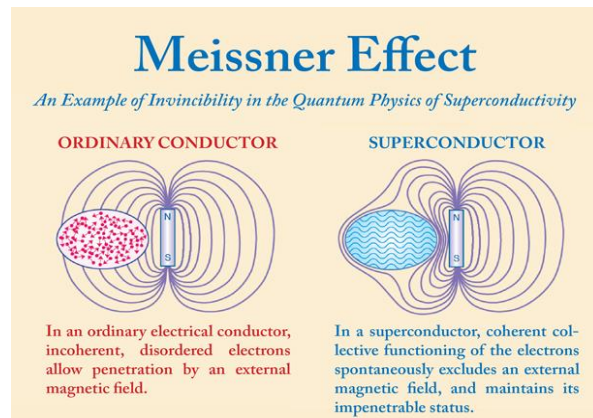 Meissner Effect
An Example of Invincibility in the Quantum Physics of Superconductivity
ORDINARY CONDUCTOR
N
S
In an ordinary electrical conductor,
incoherent, disordered electrons
allow penetration by an external
magnetic field.
SUPERCONDUCTOR
N
S
In a superconductor, coherent col-
lective functioning of the electrons
spontaneously excludes an external
magnetic field, and maintains its
impenetrable status.